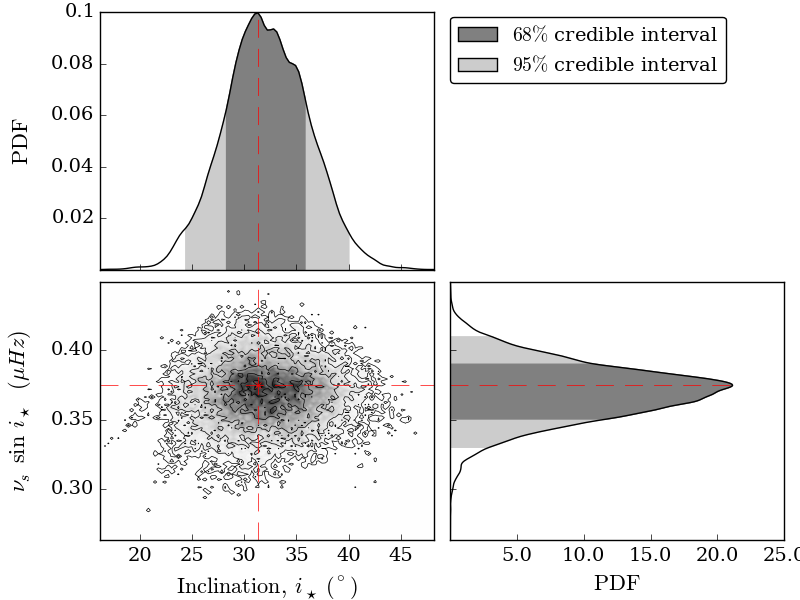 0.1
0.08
0.06
0.04
0.02
PDF
68% credible interval
95% credible interval
0.40
0.35
0.30
ν_s sin i_⋆ (μHz)
20 25 30 35 40 45
Inclination, i_⋆ (°)
5.0 10.0 15.0 20.0 25.0
PDF